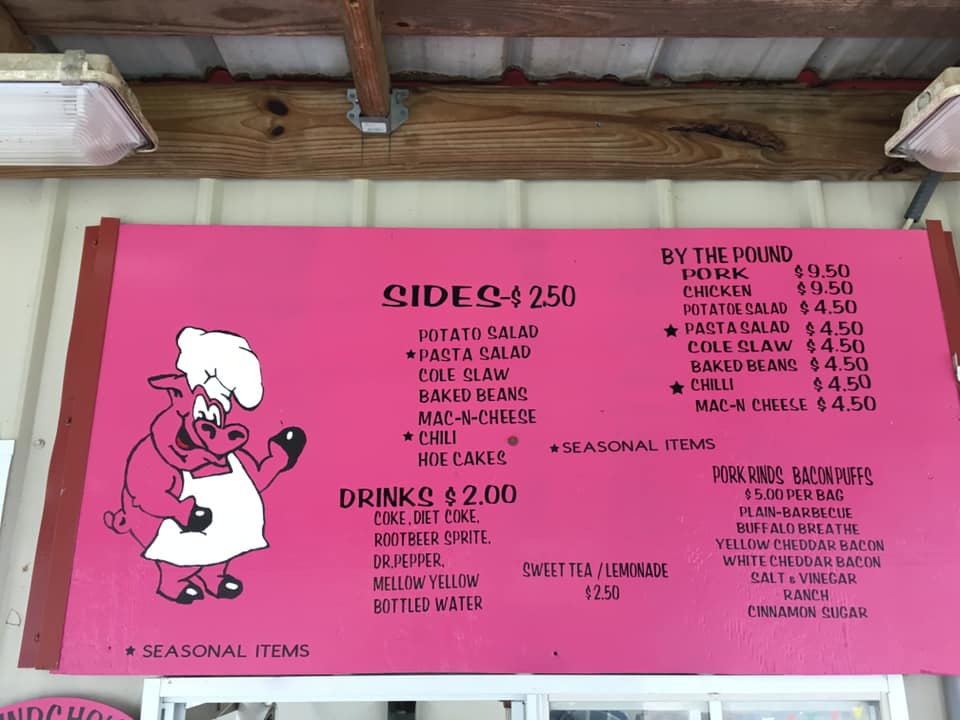 SIDES-$2.50
POTATO SALAD
★PASTA SALAD
COLE SLAW
BAKED BEANS
MAC-N-CHEESE
★CHILI
HOE CAKES
BY THE POUND
PORK $9.50
CHICKEN $9.50
POTATOE SALAD $4.50
★ PASTA SALAD $4.50
COLE SLAW $4.50
BAKED BEANS $4.50
★ CHILLI $4.50
MAC-N CHEESE $4.50
★SEASONAL ITEMS
DRINKS $2.00
COKE, DIET COKE,
ROOTBEER SPRITE.
DR.PEPPER,
MELLOW YELLOW
BOTTLED WATER
SWEET TEA / LEMONADE
$2.50
PORK RINDS BACON PUFFS
$5.00 PER BAG
PLAIN-BARBECUE
BUFFALO BREATHE
YELLOW CHEDDAR BACON
WHITE CHEDDAR BACON
SALT & VINEGAR
RANCH
CINNAMON SUGAR
★ SEASONAL ITEMS